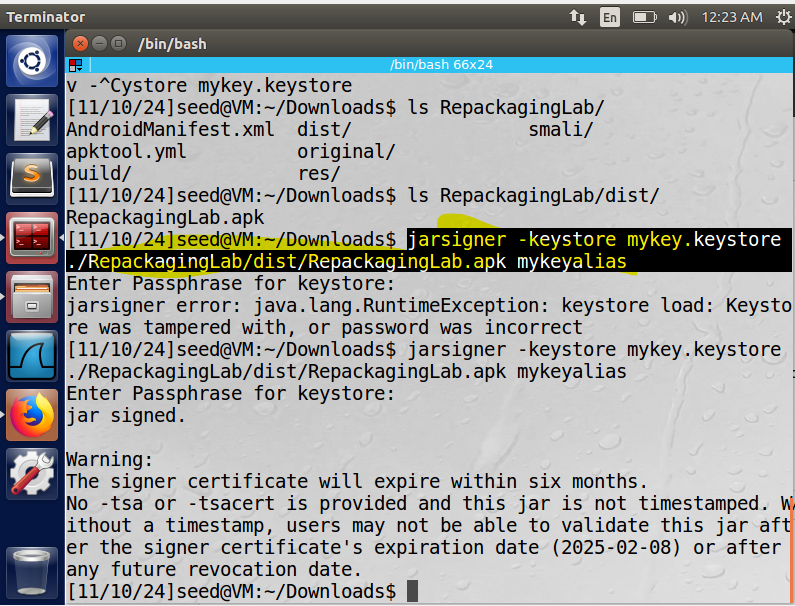 Terminator
En
12:23 AM
/bin/bash
/bin/bash 66x24
v -^Cystore mykey.keystore
[11/10/24]seed@VM:~/Downloads$ ls RepackagingLab/
AndroidManifest.xml  dist/                smali/
apktool.yml          original/
build/               res/
[11/10/24]seed@VM:~/Downloads$ ls RepackagingLab/dist/
RepackagingLab.apk
[11/10/24]seed@VM:~/Downloads$ jarsigner -keystore mykey.keystore
./RepackagingLab/dist/RepackagingLab.apk mykeyalias
Enter Passphrase for keystore:
jarsigner error: java.lang.RuntimeException: keystore load: Keysto
re was tampered with, or password was incorrect
[11/10/24]seed@VM:~/Downloads$ jarsigner -keystore mykey.keystore
./RepackagingLab/dist/RepackagingLab.apk mykeyalias
Enter Passphrase for keystore:
jar signed.

Warning:
The signer certificate will expire within six months.
No -tsa or -tsacert is provided and this jar is not timestamped. W
ithout a timestamp, users may not be able to validate this jar aft
er the signer certificate's expiration date (2025-02-08) or after
any future revocation date.
[11/10/24]seed@VM:~/Downloads$